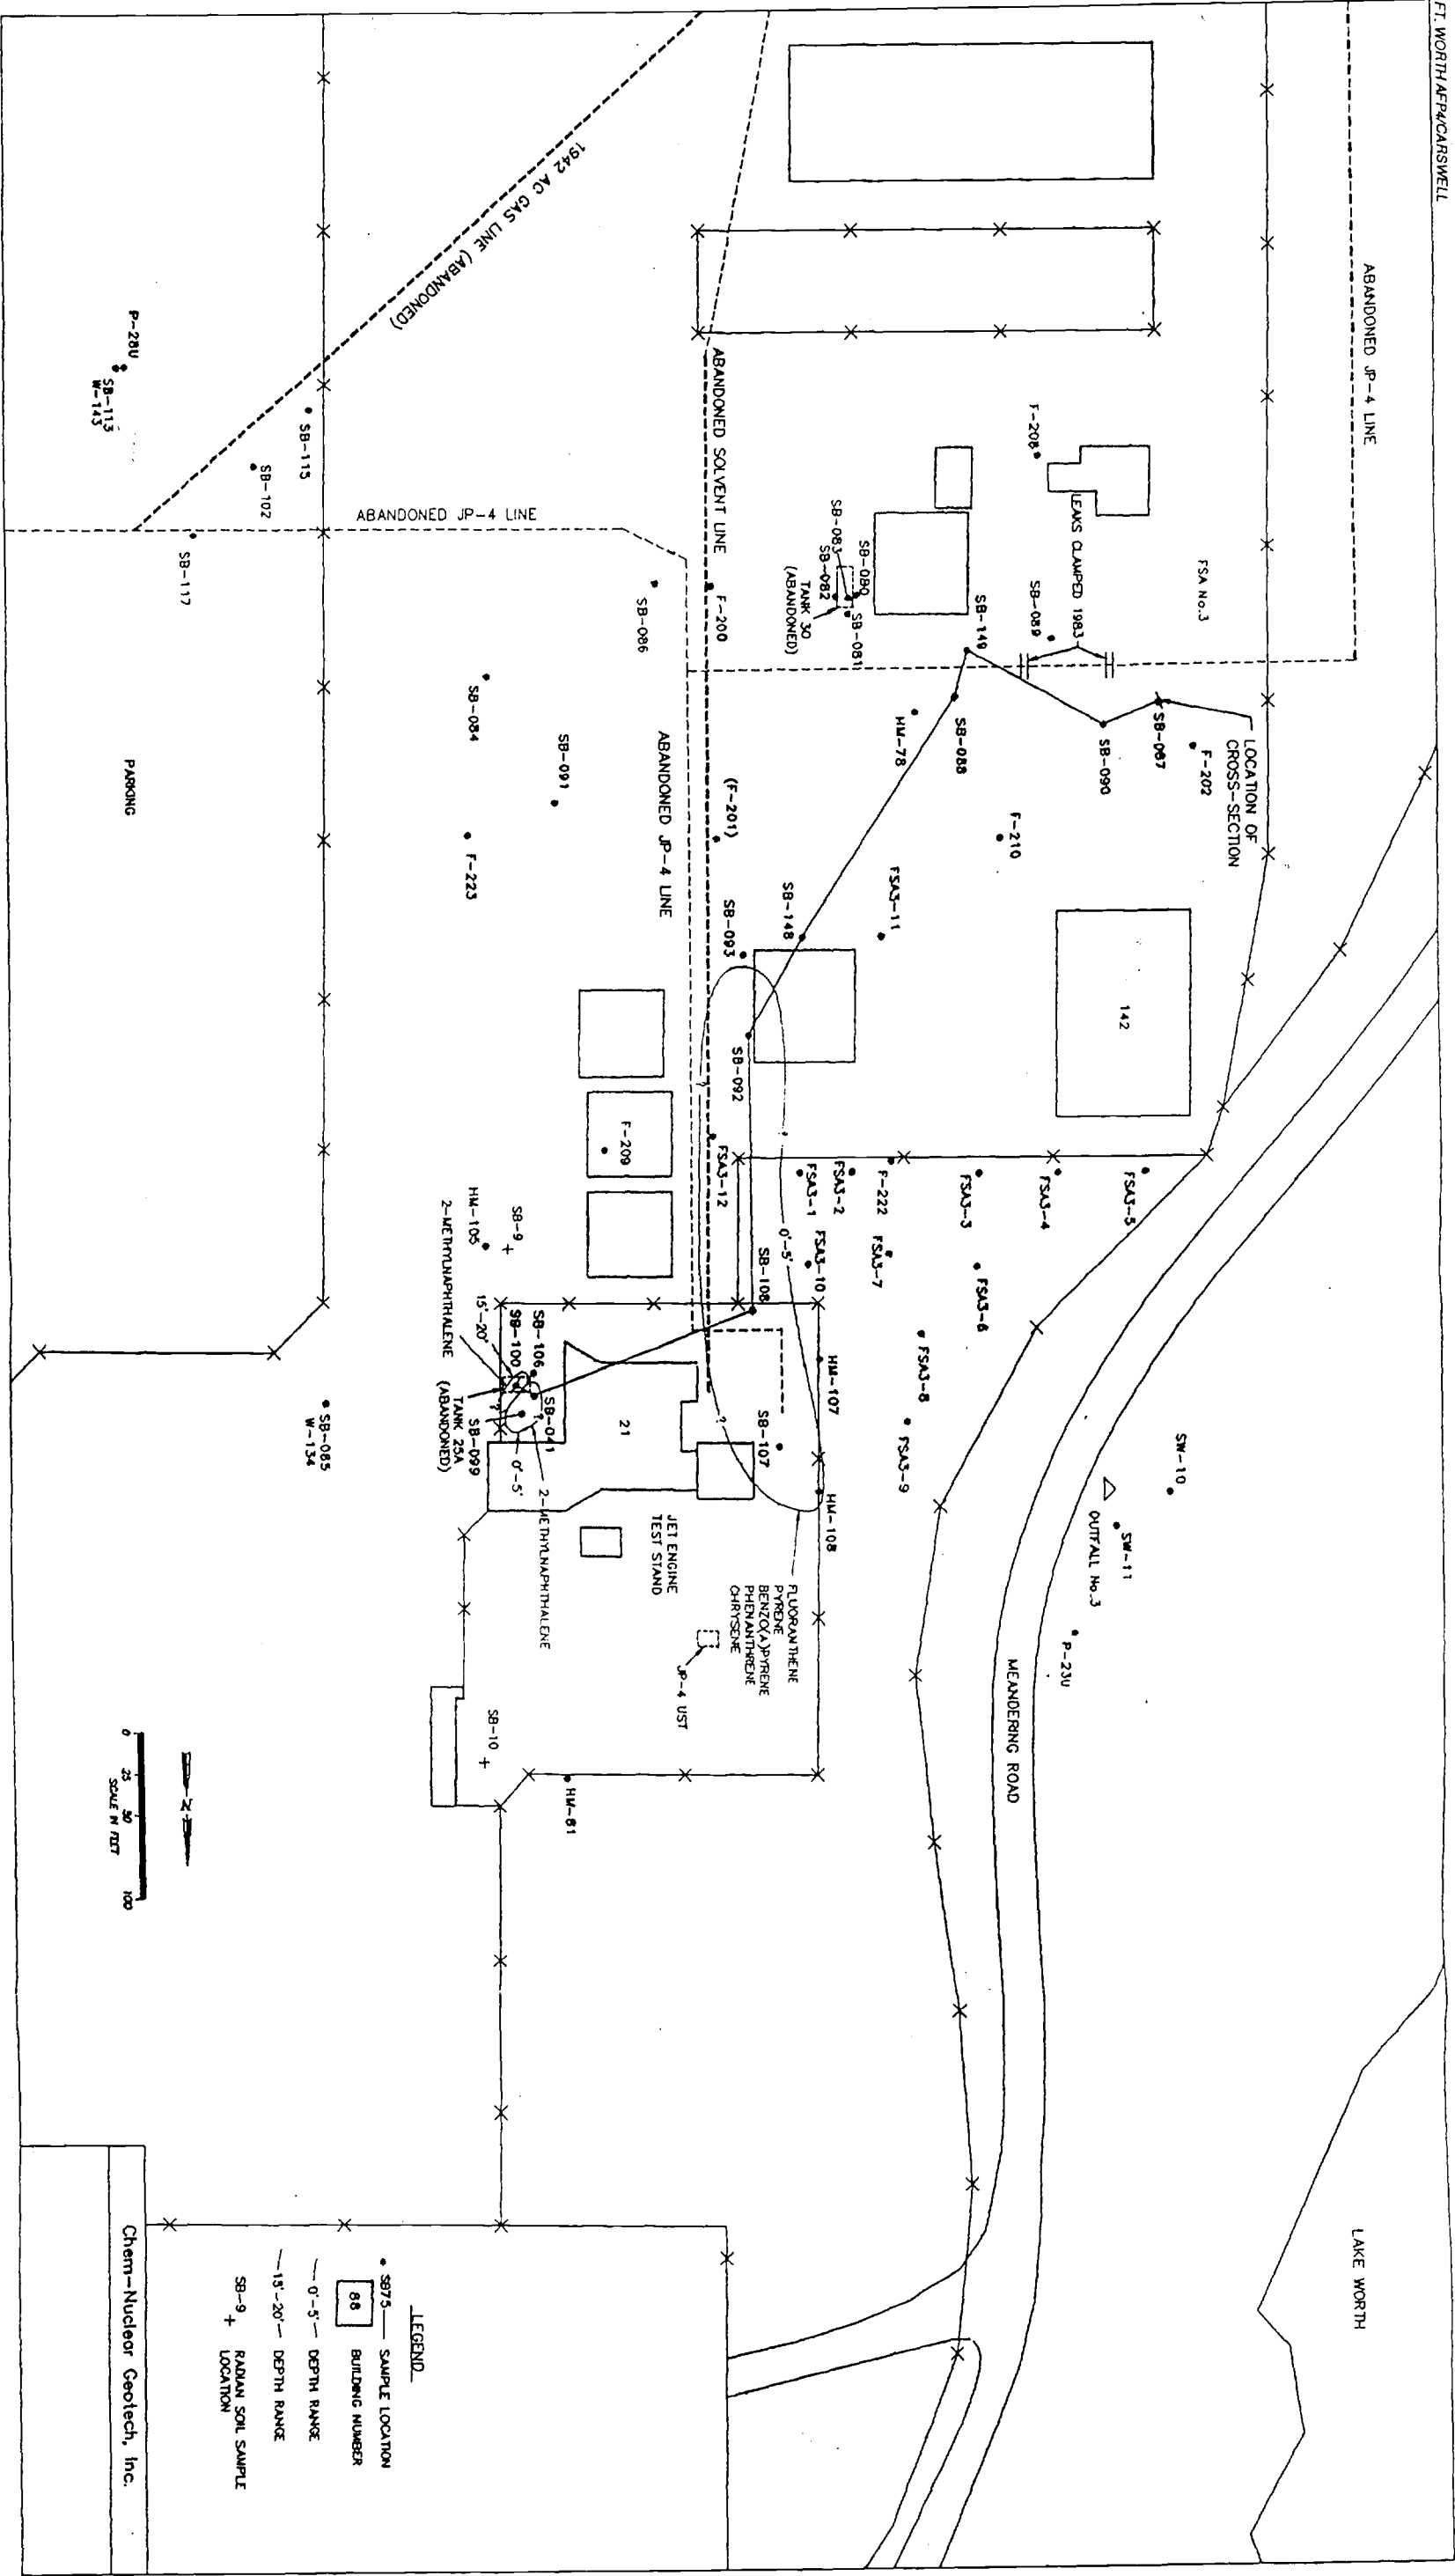 FT. WORTH AFP4/CARSWELL
ABANDONED JP-4 LINE
LAKE WORTH
FSA No.3
F-202
SB-087
LOCATION OF
CROSS-SECTION
SB-090
LEAKS CLAMPED 1983
SB-089
F-208
SB-149
SB-088
HM-78
F-210
142
FSA3-11
SB-148
SB-080
SB-083
SB-082
SB-081
TANK 30
(ABANDONED)
FSA3-5
FSA3-4
FSA3-3
F-222
FSA3-2
FSA3-1
FSA3-6
FSA3-7
FSA3-10
FSA3-8
FSA3-9
SW-10
SW-11
OUTFALL No.3
P-23U
MEANDERING ROAD
1942 AC GAS LINE (ABANDONED)
ABANDONED SOLVENT LINE
F-200
(F-201)
SB-093
SB-092
FSA3-12
0'-5'
SB-108
HM-107
HM-108
SB-107
?
?
?
FLUORANTHENE
PYRENE
BENZO(A)PYRENE
PHENANTHRENE
CHRYSENE
ABANDONED JP-4 LINE
ABANDONED JP-4 LINE
SB-086
SB-084
SB-091
F-223
F-209
SB-9
HM-105
21
JET ENGINE
TEST STAND
JP-4 UST
SB-106
SB-100
SB-041
15'-20'
2-METHYLNAPHTHALENE
SB-099
TANK 25A
(ABANDONED)
?
?
0'-5'
2-METHYLNAPHTHALENE
SB-10
HM-81
P-28U
SB-113
W-143
SB-115
SB-102
SB-117
PARKING
SB-085
W-134
N
0 25 50 100
SCALE IN FEET
LEGEND
SB75 SAMPLE LOCATION
88 BUILDING NUMBER
0'-5' DEPTH RANGE
15'-20' DEPTH RANGE
SB-9 + RADIAN SOIL SAMPLE
LOCATION
Chem-Nuclear Geotech, Inc.